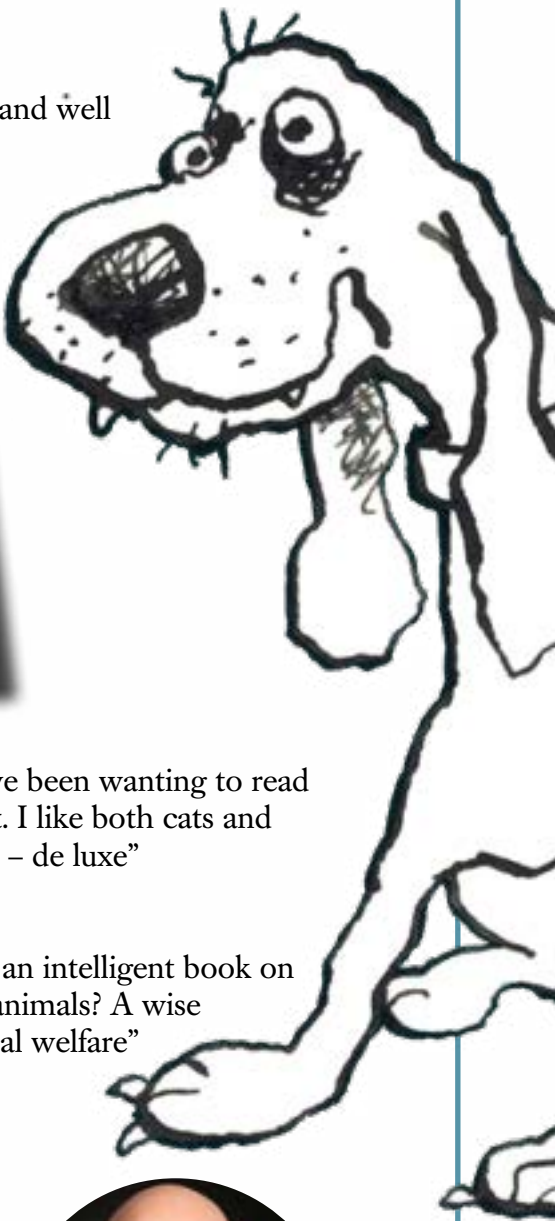 and well
ve been wanting to read
t. I like both cats and
– de luxe”
an intelligent book on
animals? A wise
al welfare”